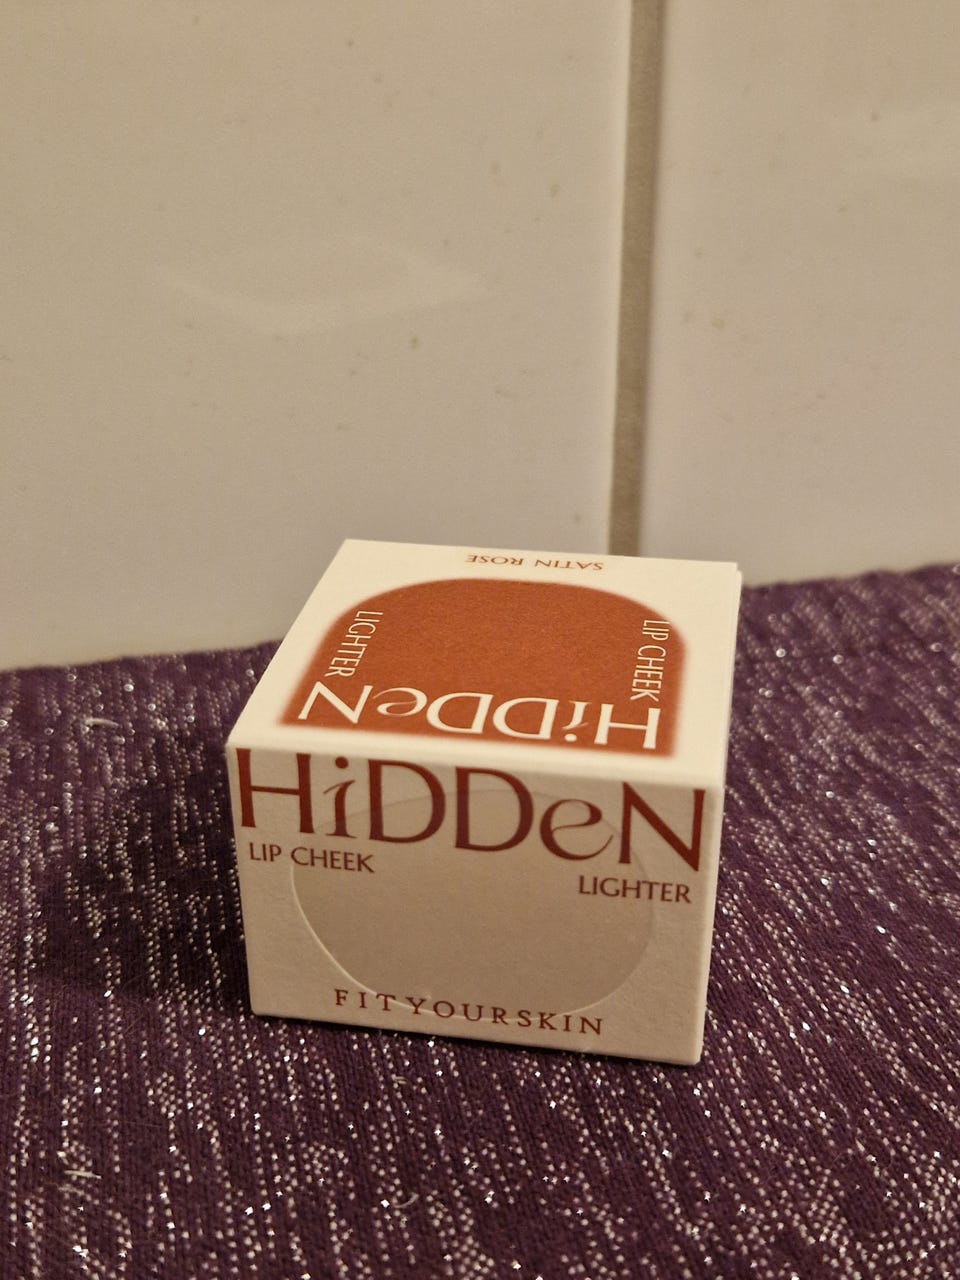 SATIN ROSE
LIP CHEEK
LIGHTER
HiDDeN
HiDDeN
LIP CHEEK
LIGHTER
FITYOURSKIN